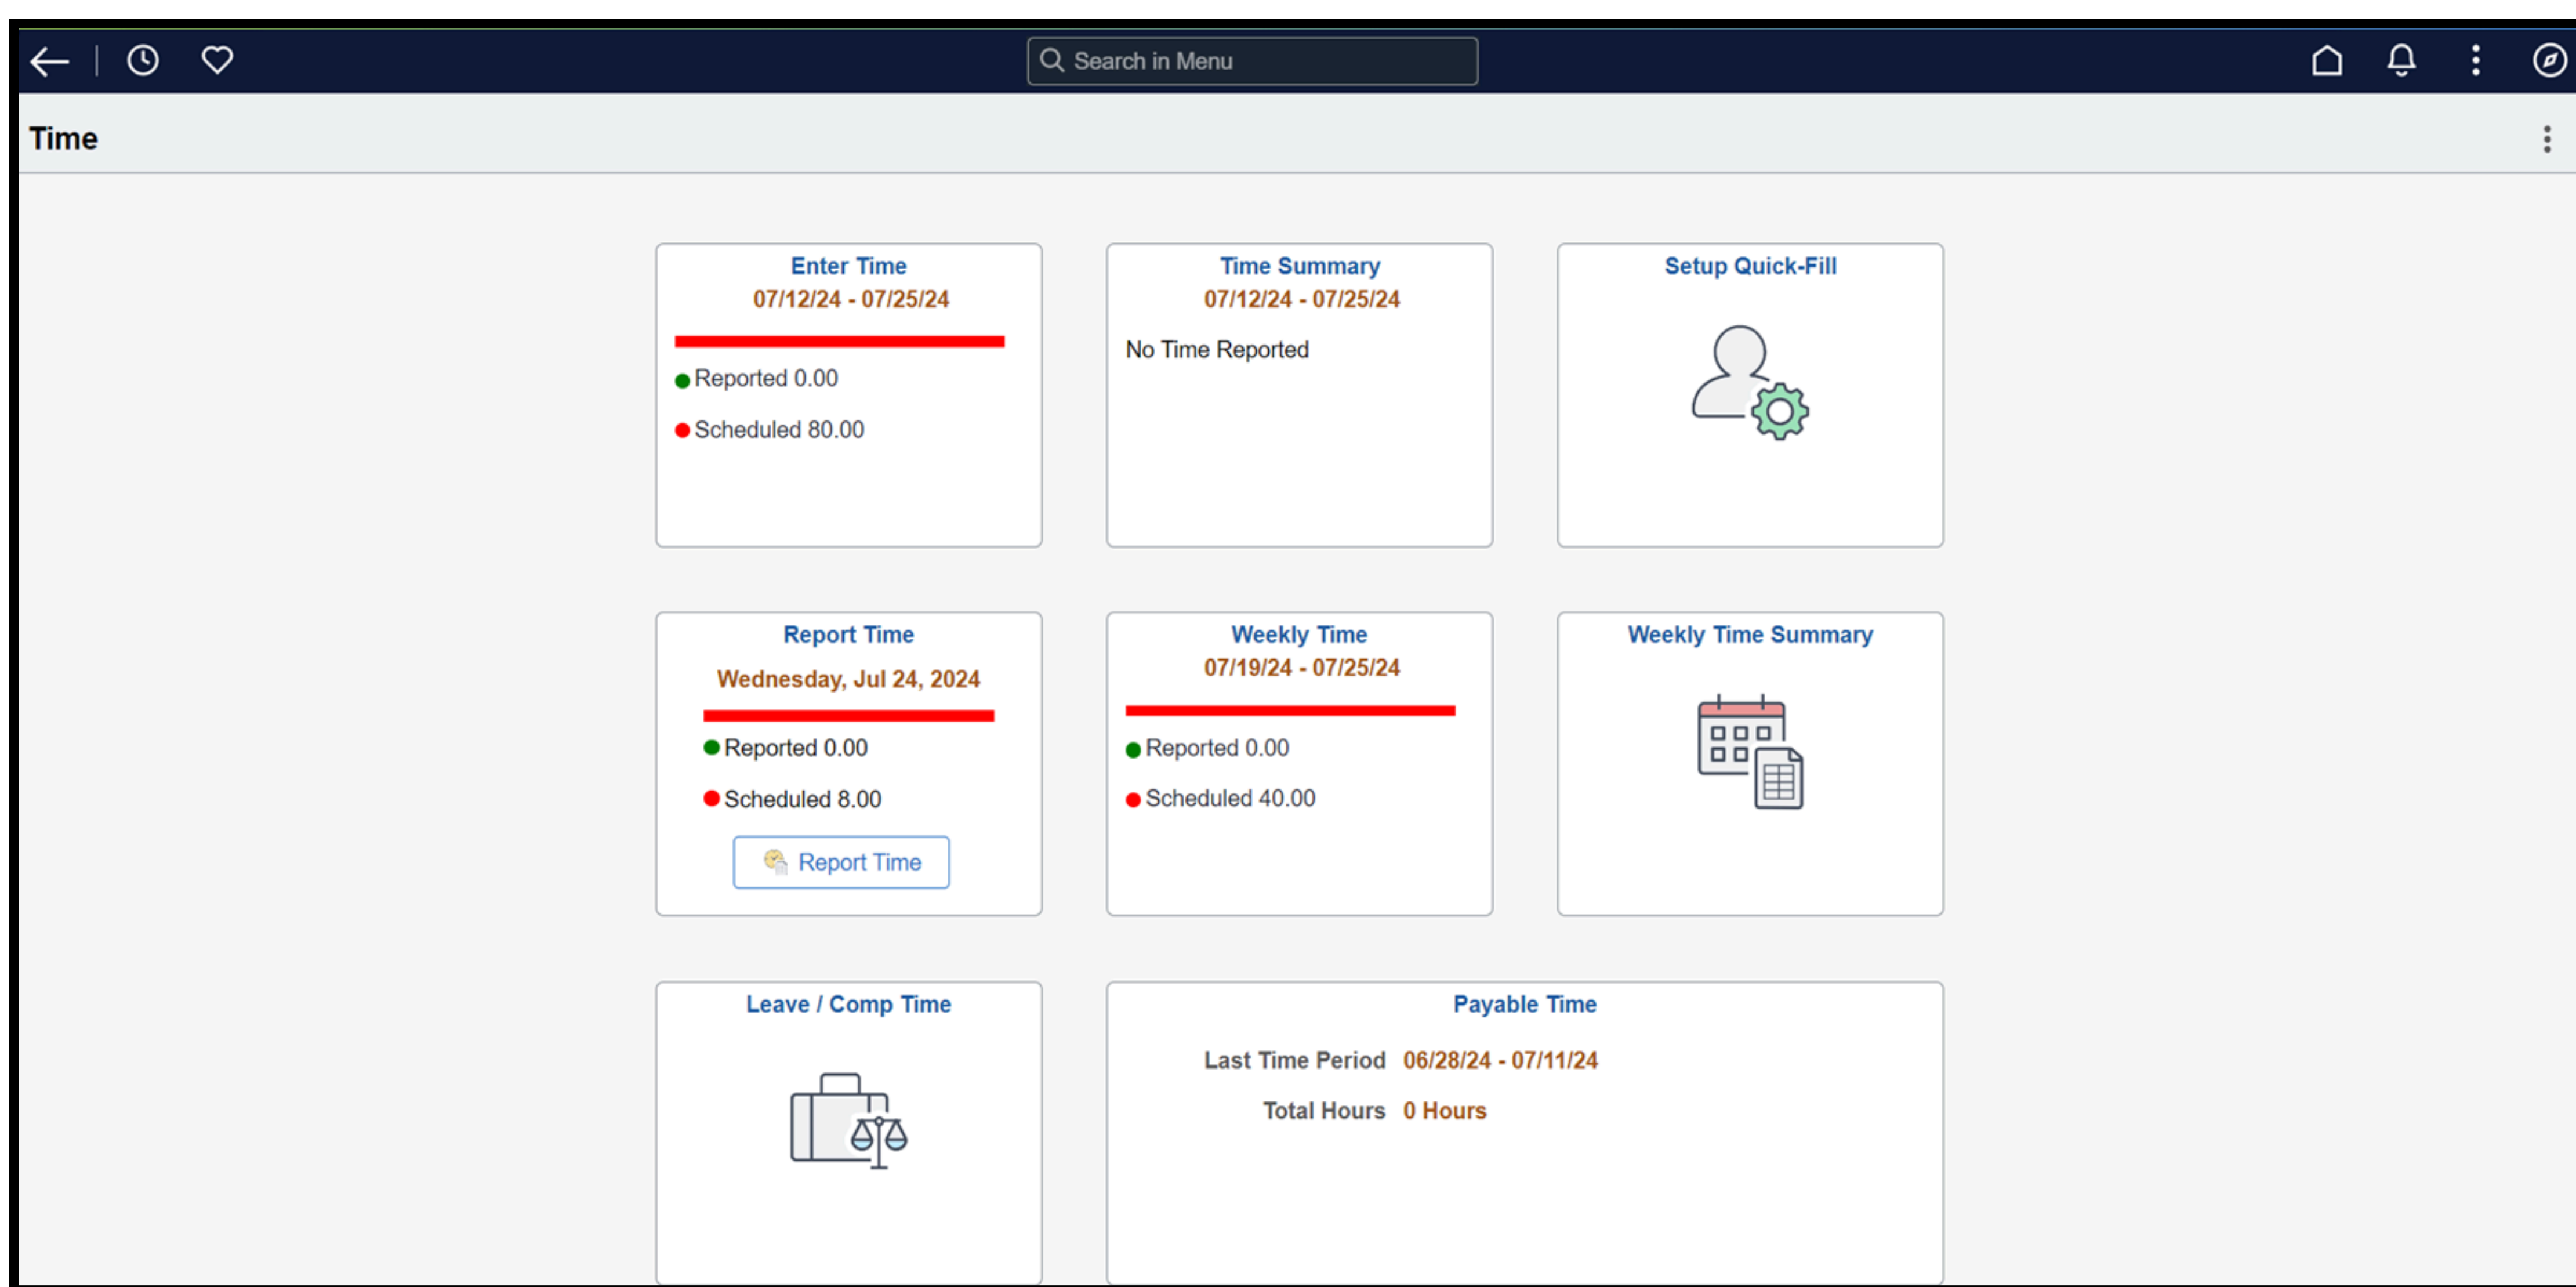 Search in Menu
Time
Enter Time
07/12/24 - 07/25/24
Reported 0.00
Scheduled 80.00
Time Summary
07/12/24 - 07/25/24
No Time Reported
Setup Quick-Fill
Report Time
Wednesday, Jul 24, 2024
Reported 0.00
Scheduled 8.00
Report Time
Weekly Time
07/19/24 - 07/25/24
Reported 0.00
Scheduled 40.00
Weekly Time Summary
Leave / Comp Time
Payable Time
Last Time Period 06/28/24 - 07/11/24
Total Hours 0 Hours